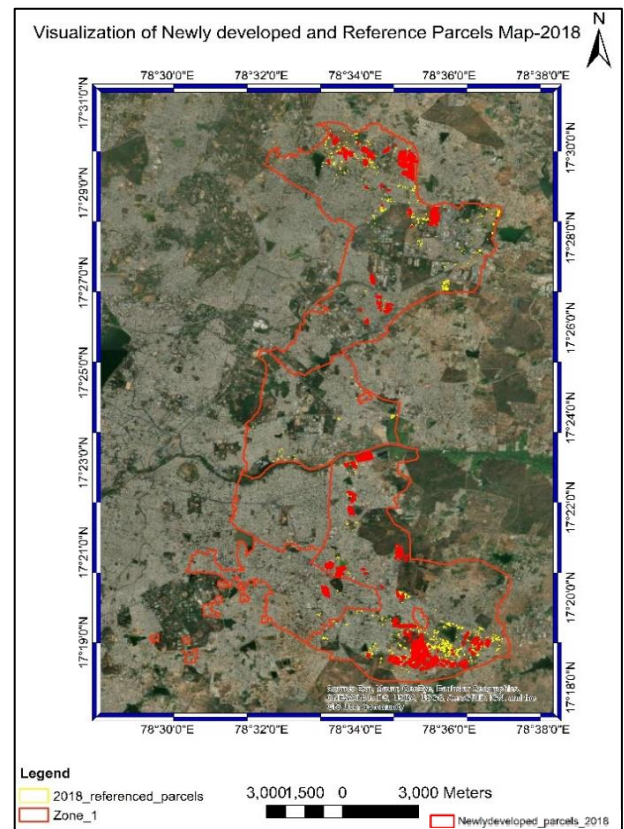 N
Visualization of Newly developed and Reference Parcels Map-2018
78°30'0"E 78°32'0"E 78°34'0"E 78°36'0"E 78°38'0"E
17°31'0"N
17°30'0"N
17°29'0"N
17°28'0"N
17°27'0"N
17°26'0"N
17°25'0"N
17°24'0"N
17°23'0"N
17°22'0"N
17°21'0"N
17°20'0"N
17°19'0"N
17°18'0"N
78°30'0"E 78°32'0"E 78°34'0"E 78°36'0"E 78°38'0"E
Legend
2018_referenced_parcels
Zone_1
3,0001,500 0 3,000 Meters
Newlydeveloped_parcels_2018